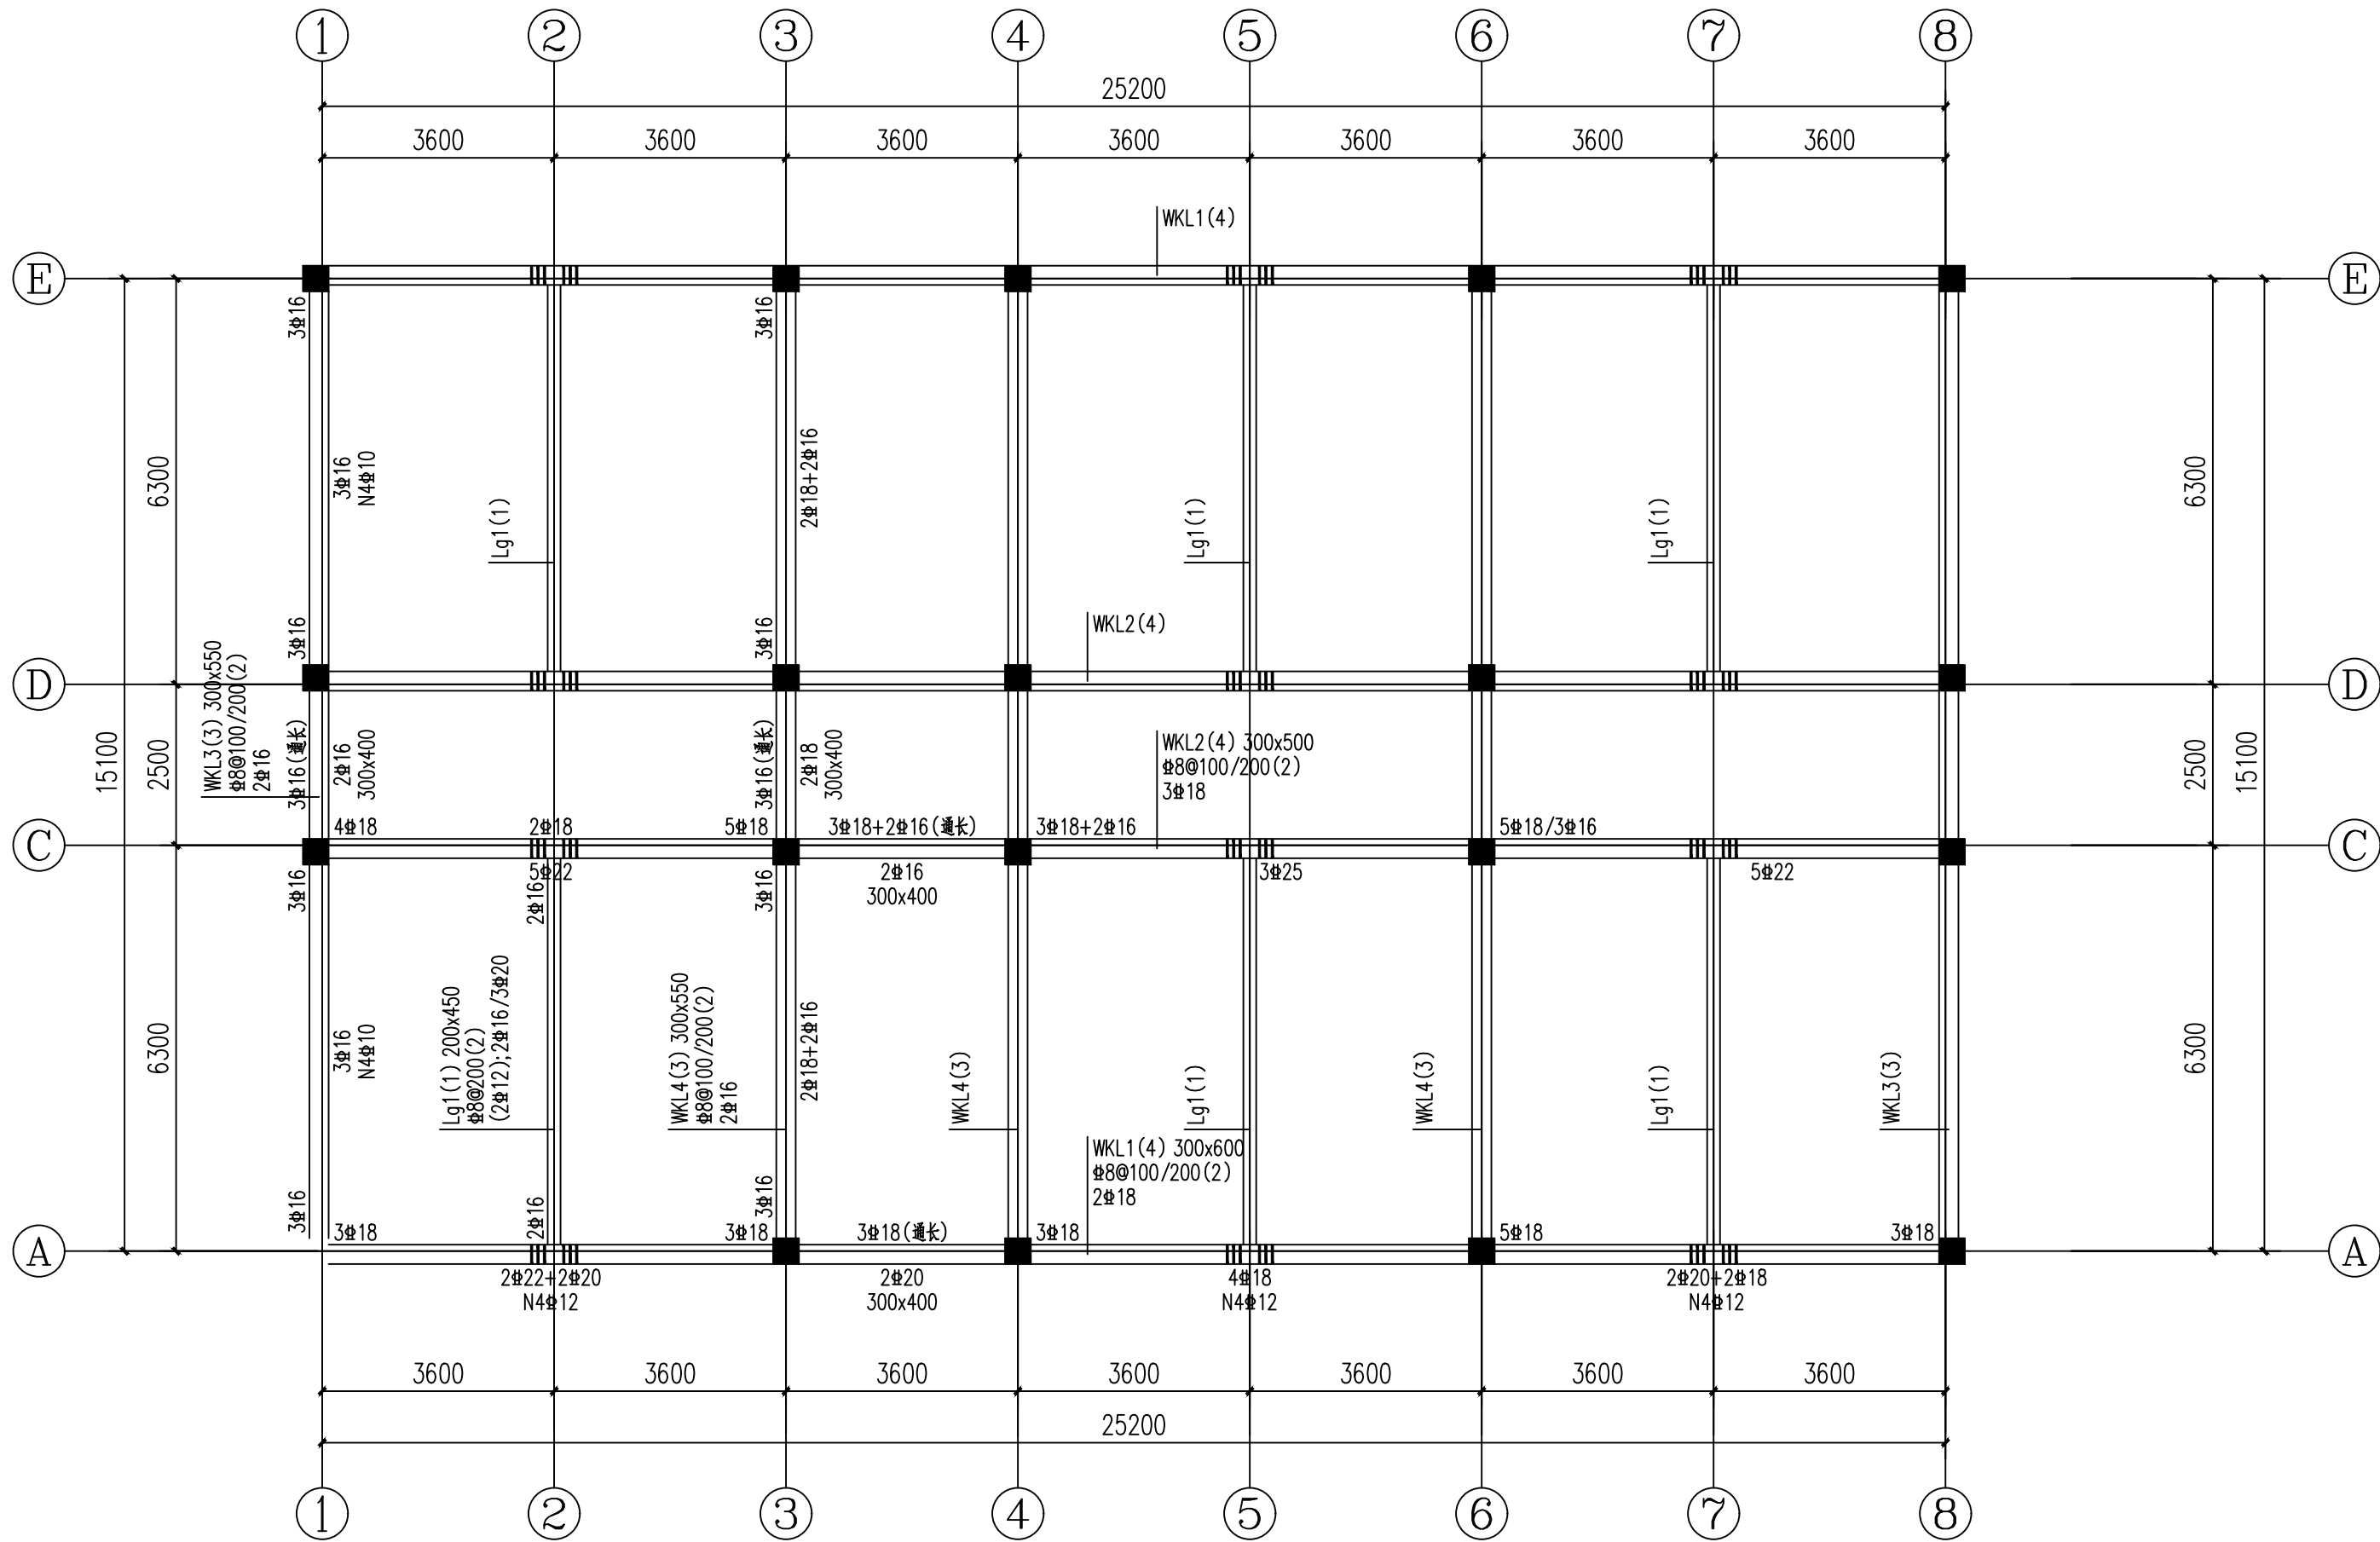 1 2 3 4 5 6 7 8
25200
3600 3600 3600 3600 3600 3600 3600
WKL1(4)
E E
3⌽16
3⌽16
6300
3⌽16
N4⌽10
2⌽18+2⌽16
Lg1(1)
Lg1(1)
Lg1(1)
6300
3⌽16
3⌽16
WKL2(4)
D D
15100
2500
WKL3(3) 300x550
⌽8@100/200(2)
2⌽16
3⌽16(通长)
2⌽16
300x400
3⌽16(通长)
2⌽18
300x400
WKL2(4) 300x500
⌽8@100/200(2)
3⌽18
2500
15100
4⌽18 2⌽18 5⌽18 3⌽18+2⌽16(通长) 3⌽18+2⌽16 5⌽18/3⌽16
C C
5⌽22 2⌽16 3⌽25 5⌽22
300x400
3⌽16
2⌽16
3⌽16
6300
3⌽16
N4⌽10
Lg1(1) 200x450
⌽8@200(2)
(2⌽12);2⌽16/3⌽20
WKL4(3) 300x550
⌽8@100/200(2)
2⌽16
2⌽18+2⌽16
WKL4(3)
Lg1(1)
WKL4(3)
Lg1(1)
WKL3(3)
6300
WKL1(4) 300x600
⌽8@100/200(2)
2⌽18
3⌽16
2⌽16
3⌽16
3⌽18 3⌽18 3⌽18(通长) 3⌽18 5⌽18 3⌽18
A A
2⌽22+2⌽20 2⌽20 4⌽18 2⌽20+2⌽18
N4⌽12 300x400 N4⌽12 N4⌽12
3600 3600 3600 3600 3600 3600 3600
25200
1 2 3 4 5 6 7 8